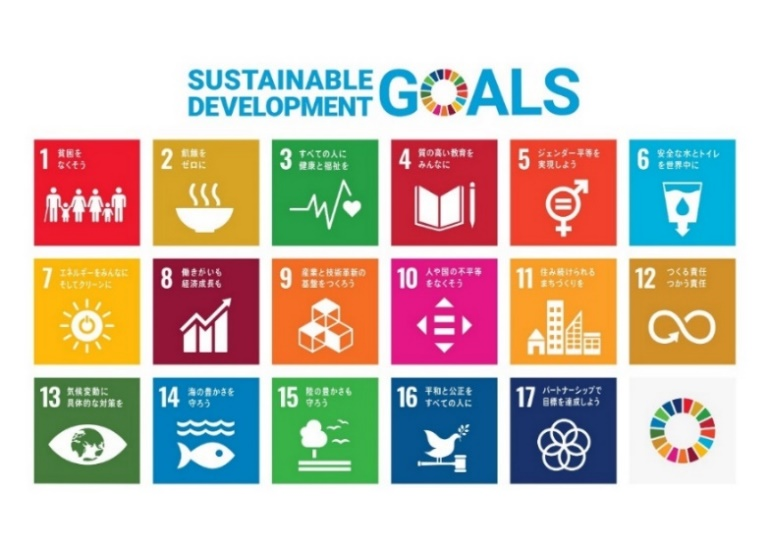 SUSTAINABLE
DEVELOPMENT
GOALS
1 貧困を
なくそう
2 飢餓を
ゼロに
3 すべての人に
健康と福祉を
4 質の高い教育を
みんなに
5 ジェンダー平等を
実現しよう
6 安全な水とトイレ
を世界中に
7 エネルギーをみんなに
そしてクリーンに
8 働きがいも
経済成長も
9 産業と技術革新の
基盤をつくろう
10 人や国の不平等
をなくそう
11 住み続けられる
まちづくりを
12 つくる責任
つかう責任
13 気候変動に
具体的な対策を
14 海の豊かさを
守ろう
15 陸の豊かさも
守ろう
16 平和と公正を
すべての人に
17 パートナーシップで
目標を達成しよう